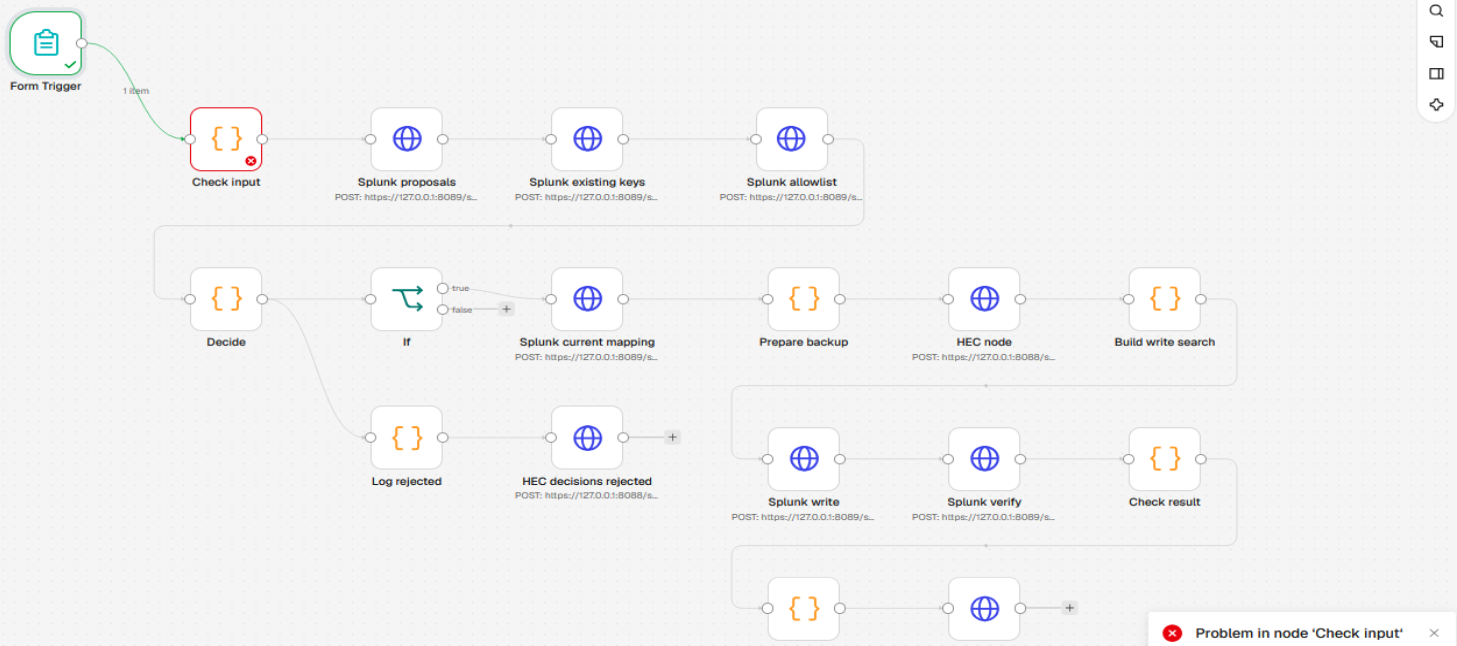 Form Trigger
1 item
Check input
Splunk proposals
POST: https://127.0.0.1:8089/s...
Splunk existing keys
POST: https://127.0.0.1:8089/s...
Splunk allowlist
POST: https://127.0.0.1:8089/s...
Decide
If
true
false
Splunk current mapping
POST: https://127.0.0.1:8089/s...
Prepare backup
HEC node
POST: https://127.0.0.1:8088/s...
Build write search
Log rejected
HEC decisions rejected
POST: https://127.0.0.1:8088/s...
Splunk write
POST: https://127.0.0.1:8089/s...
Splunk verify
POST: https://127.0.0.1:8089/s...
Check result
Problem in node ‘Check input‘